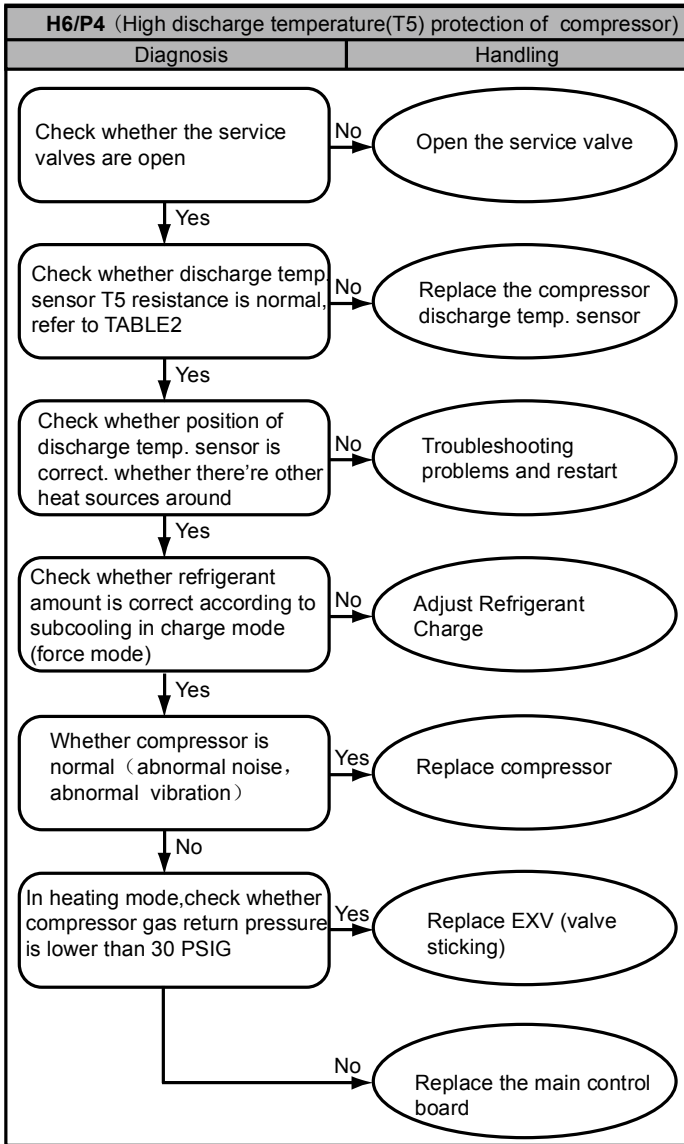 H6/P4（High discharge temperature(T5) protection of compressor)
Diagnosis
Handling
Check whether the service
valves are open
No
Open the service valve
Yes
Check whether discharge temp.
sensor T5 resistance is normal,
refer to TABLE2
No
Replace the compressor
discharge temp. sensor
Yes
Check whether position of
discharge temp. sensor is
correct. whether there're other
heat sources around
No
Troubleshooting
problems and restart
Yes
Check whether refrigerant
amount is correct according to
subcooling in charge mode
(force mode)
No
Adjust Refrigerant
Charge
Yes
Whether compressor is
normal（abnormal noise，
abnormal vibration）
Yes
Replace compressor
No
In heating mode,check whether
compressor gas return pressure
is lower than 30 PSIG
Yes
Replace EXV (valve
sticking)
No
Replace the main control
board